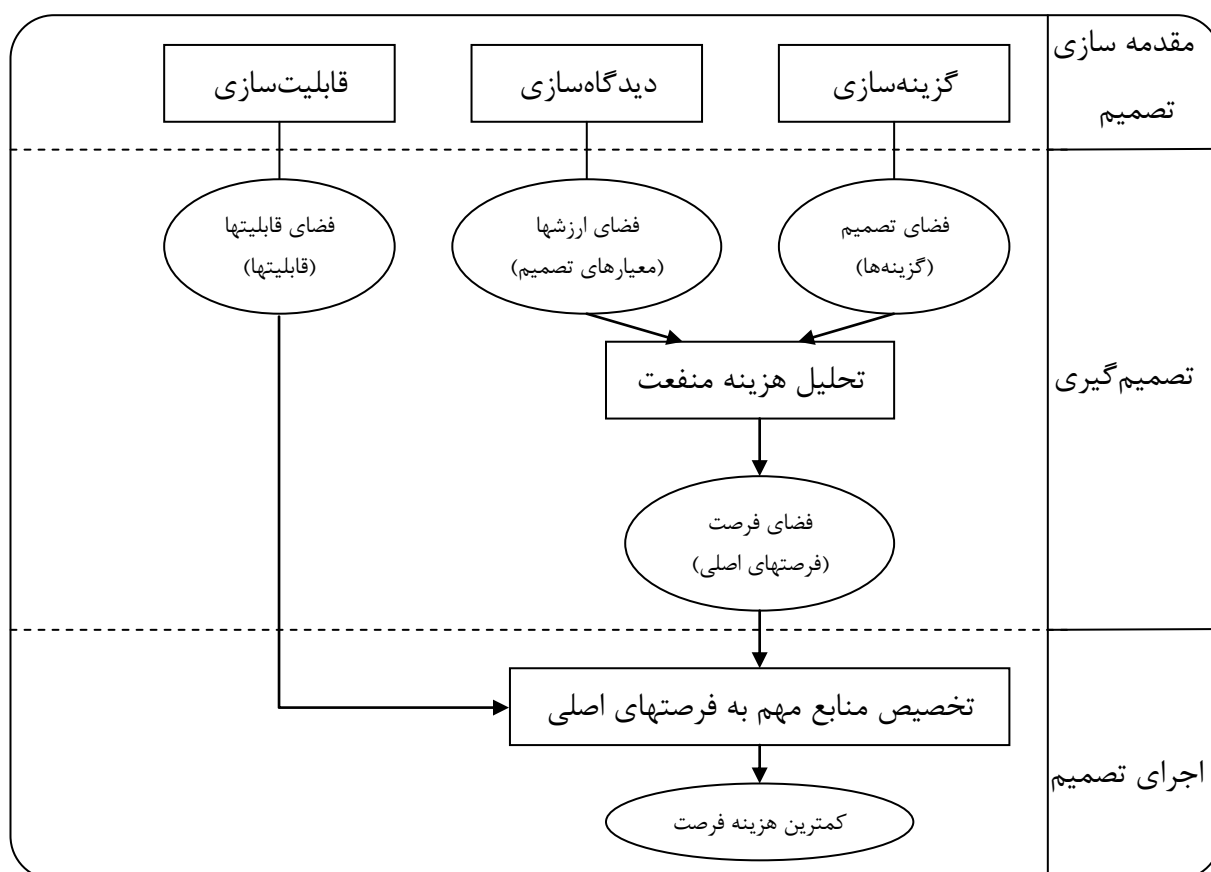 مقدمه سازی
تصمیم
گزینه‌سازی
دیدگاه‌سازی
قابلیت‌سازی
فضای تصمیم
(گزینه‌ها)
فضای ارزشها
(معیارهای تصمیم)
فضای قابلیتها
(قابلیتها)
تصمیم‌گیری
تحلیل هزینه منفعت
فضای فرصت
(فرصتهای اصلی)
اجرای تصمیم
تخصیص منابع مهم به فرصتهای اصلی
کمترین هزینه فرصت